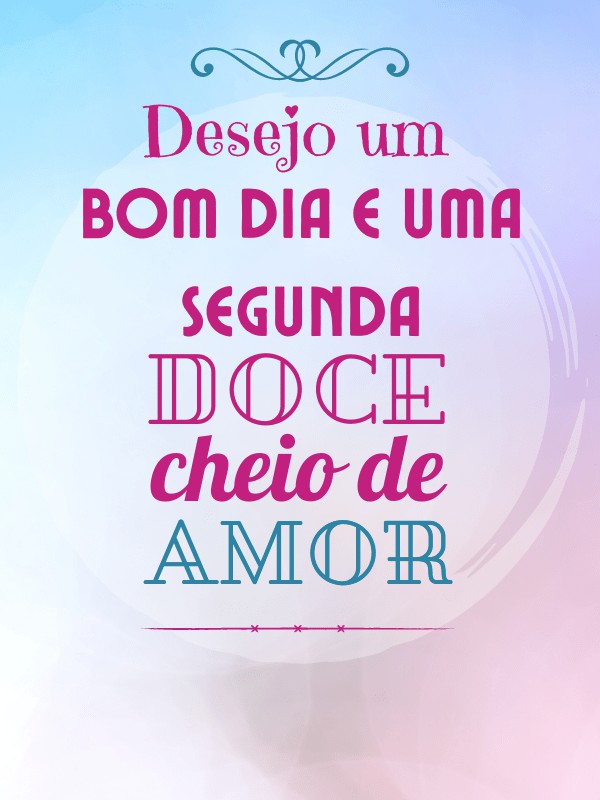 Desejo um
BOM DIA E UMA
SEGUNDA
DOCE
cheio de
AMOR